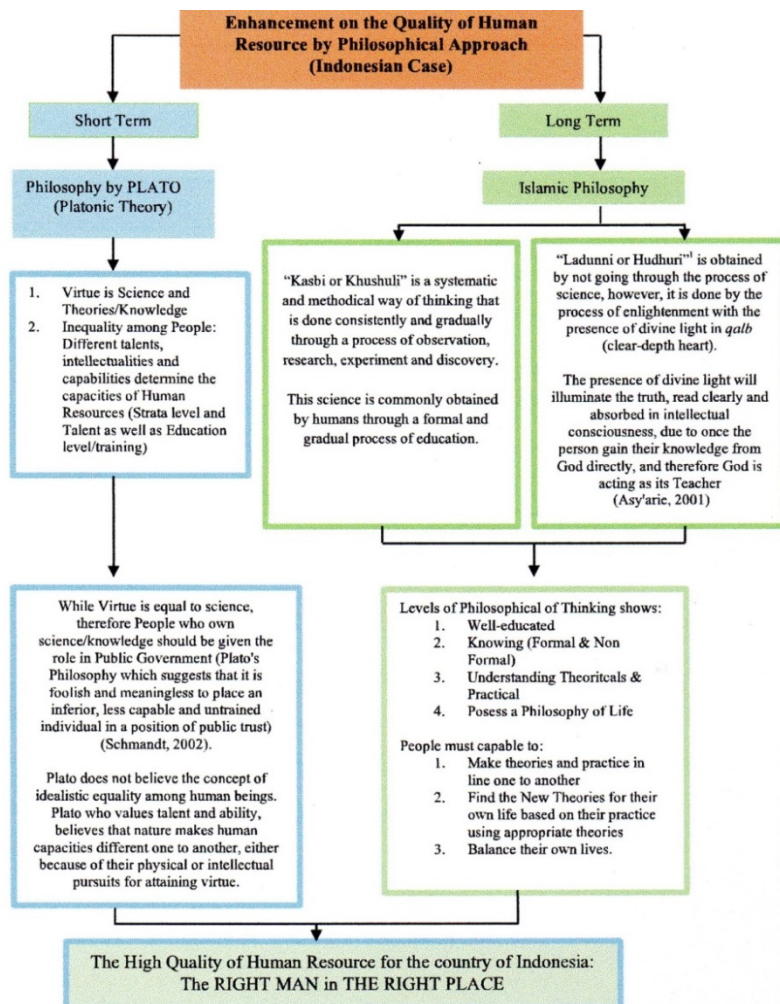 Enhancement on the Quality of Human
Resource by Philosophical Approach
(Indonesian Case)
Short Term
Long Term
Philosophy by PLATO
(Platonic Theory)
Islamic Philosophy
1. Virtue is Science and
Theories/Knowledge
2. Inequality among People:
Different talents,
intellectualities and
capabilities determine the
capacities of Human
Resources (Strata level and
Talent as well as Education
level/training)
“Kasbi or Khushuli” is a systematic
and methodical way of thinking that
is done consistently and gradually
through a process of observation,
research, experiment and discovery.
This science is commonly obtained
by humans through a formal and
gradual process of education.
“Ladunni or Hudhuri”¹ is obtained
by not going through the process of
science, however, it is done by the
process of enlightenment with the
presence of divine light in qalb
(clear-depth heart).
The presence of divine light will
illuminate the truth, read clearly and
absorbed in intellectual
consciousness, due to once the
person gain their knowledge from
God directly, and therefore God is
acting as its Teacher
(Asy'arie, 2001)
While Virtue is equal to science,
therefore People who own
science/knowledge should be given
the role in Public Government (Plato's
Philosophy which suggests that it is
foolish and meaningless to place an
inferior, less capable and untrained
individual in a position of public trust)
(Schmandt, 2002).
Plato does not believe the concept of
idealistic equality among human beings.
Plato who values talent and ability,
believes that nature makes human
capacities different one to another, either
because of their physical or intellectual
pursuits for attaining virtue.
Levels of Philosophical of Thinking shows:
1. Well-educated
2. Knowing (Formal & Non
Formal)
3. Understanding Theoritcals &
Practical
4. Posess a Philosophy of Life
People must capable to:
1. Make theories and practice in
line one to another
2. Find the New Theories for their
own life based on their practice
using appropriate theories
3. Balance their own lives.
The High Quality of Human Resource for the country of Indonesia:
The RIGHT MAN in THE RIGHT PLACE